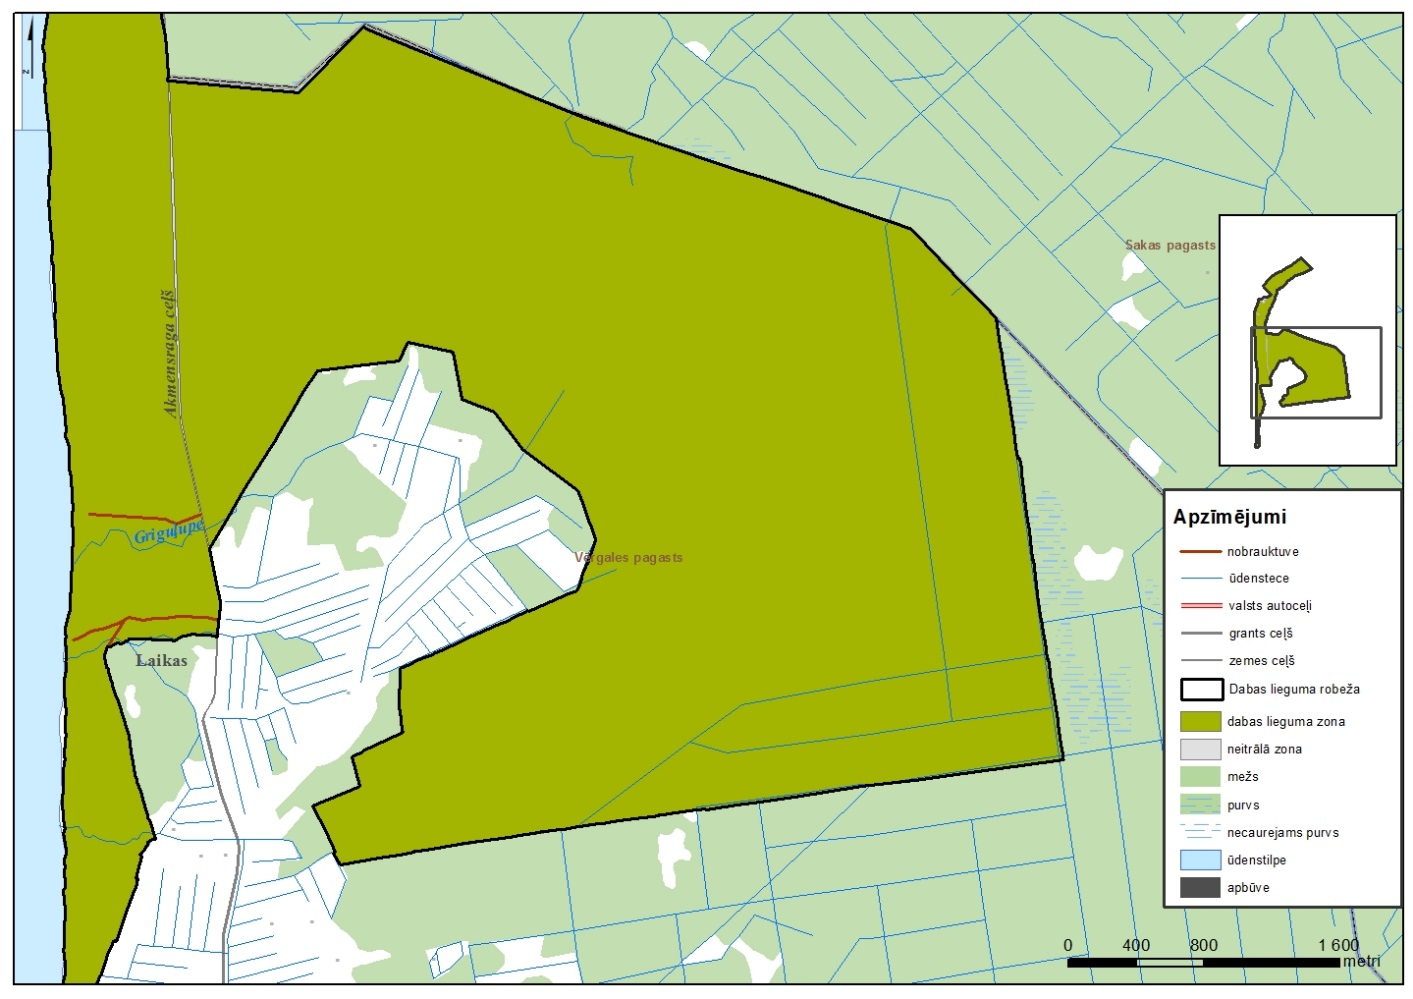 z
Sakas pagasts
Akmensraga ceļš
Griguļupe
Vērgales pagasts
Laikas
Apzīmējumi
nobrauktuve
ūdenstece
valsts autoceļi
grants ceļš
zemes ceļš
Dabas lieguma robeža
dabas lieguma zona
neitrālā zona
mežs
purvs
necaurejams purvs
ūdenstilpe
apbūve
0 400 800 1 600
metri